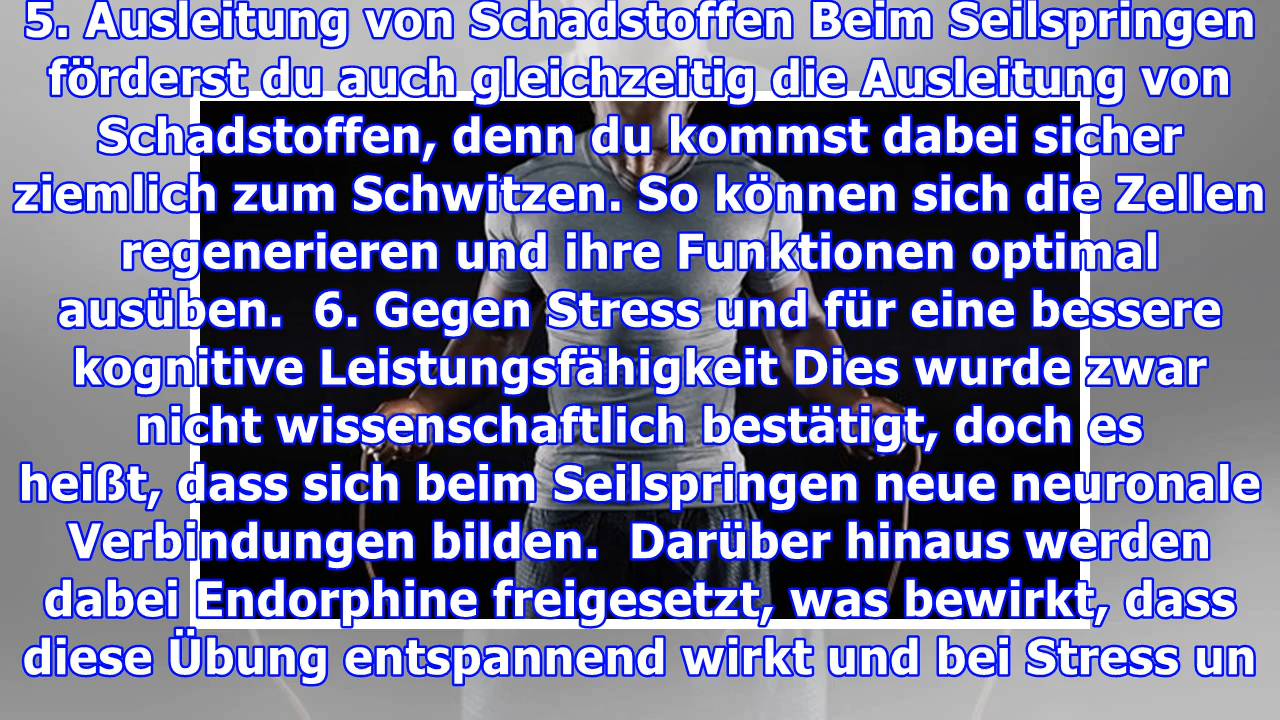 5. Ausleitung von Schadstoffen Beim Seilspringen
förderst du auch gleichzeitig die Ausleitung von
Schadstoffen, denn du kommst dabei sicher
ziemlich zum Schwitzen. So können sich die Zellen
regenerieren und ihre Funktionen optimal
ausüben.  6. Gegen Stress und für eine bessere
kognitive Leistungsfähigkeit Dies wurde zwar
nicht wissenschaftlich bestätigt, doch es
heißt, dass sich beim Seilspringen neue neuronale
Verbindungen bilden.  Darüber hinaus werden
dabei Endorphine freigesetzt, was bewirkt, dass
diese Übung entspannend wirkt und bei Stress un